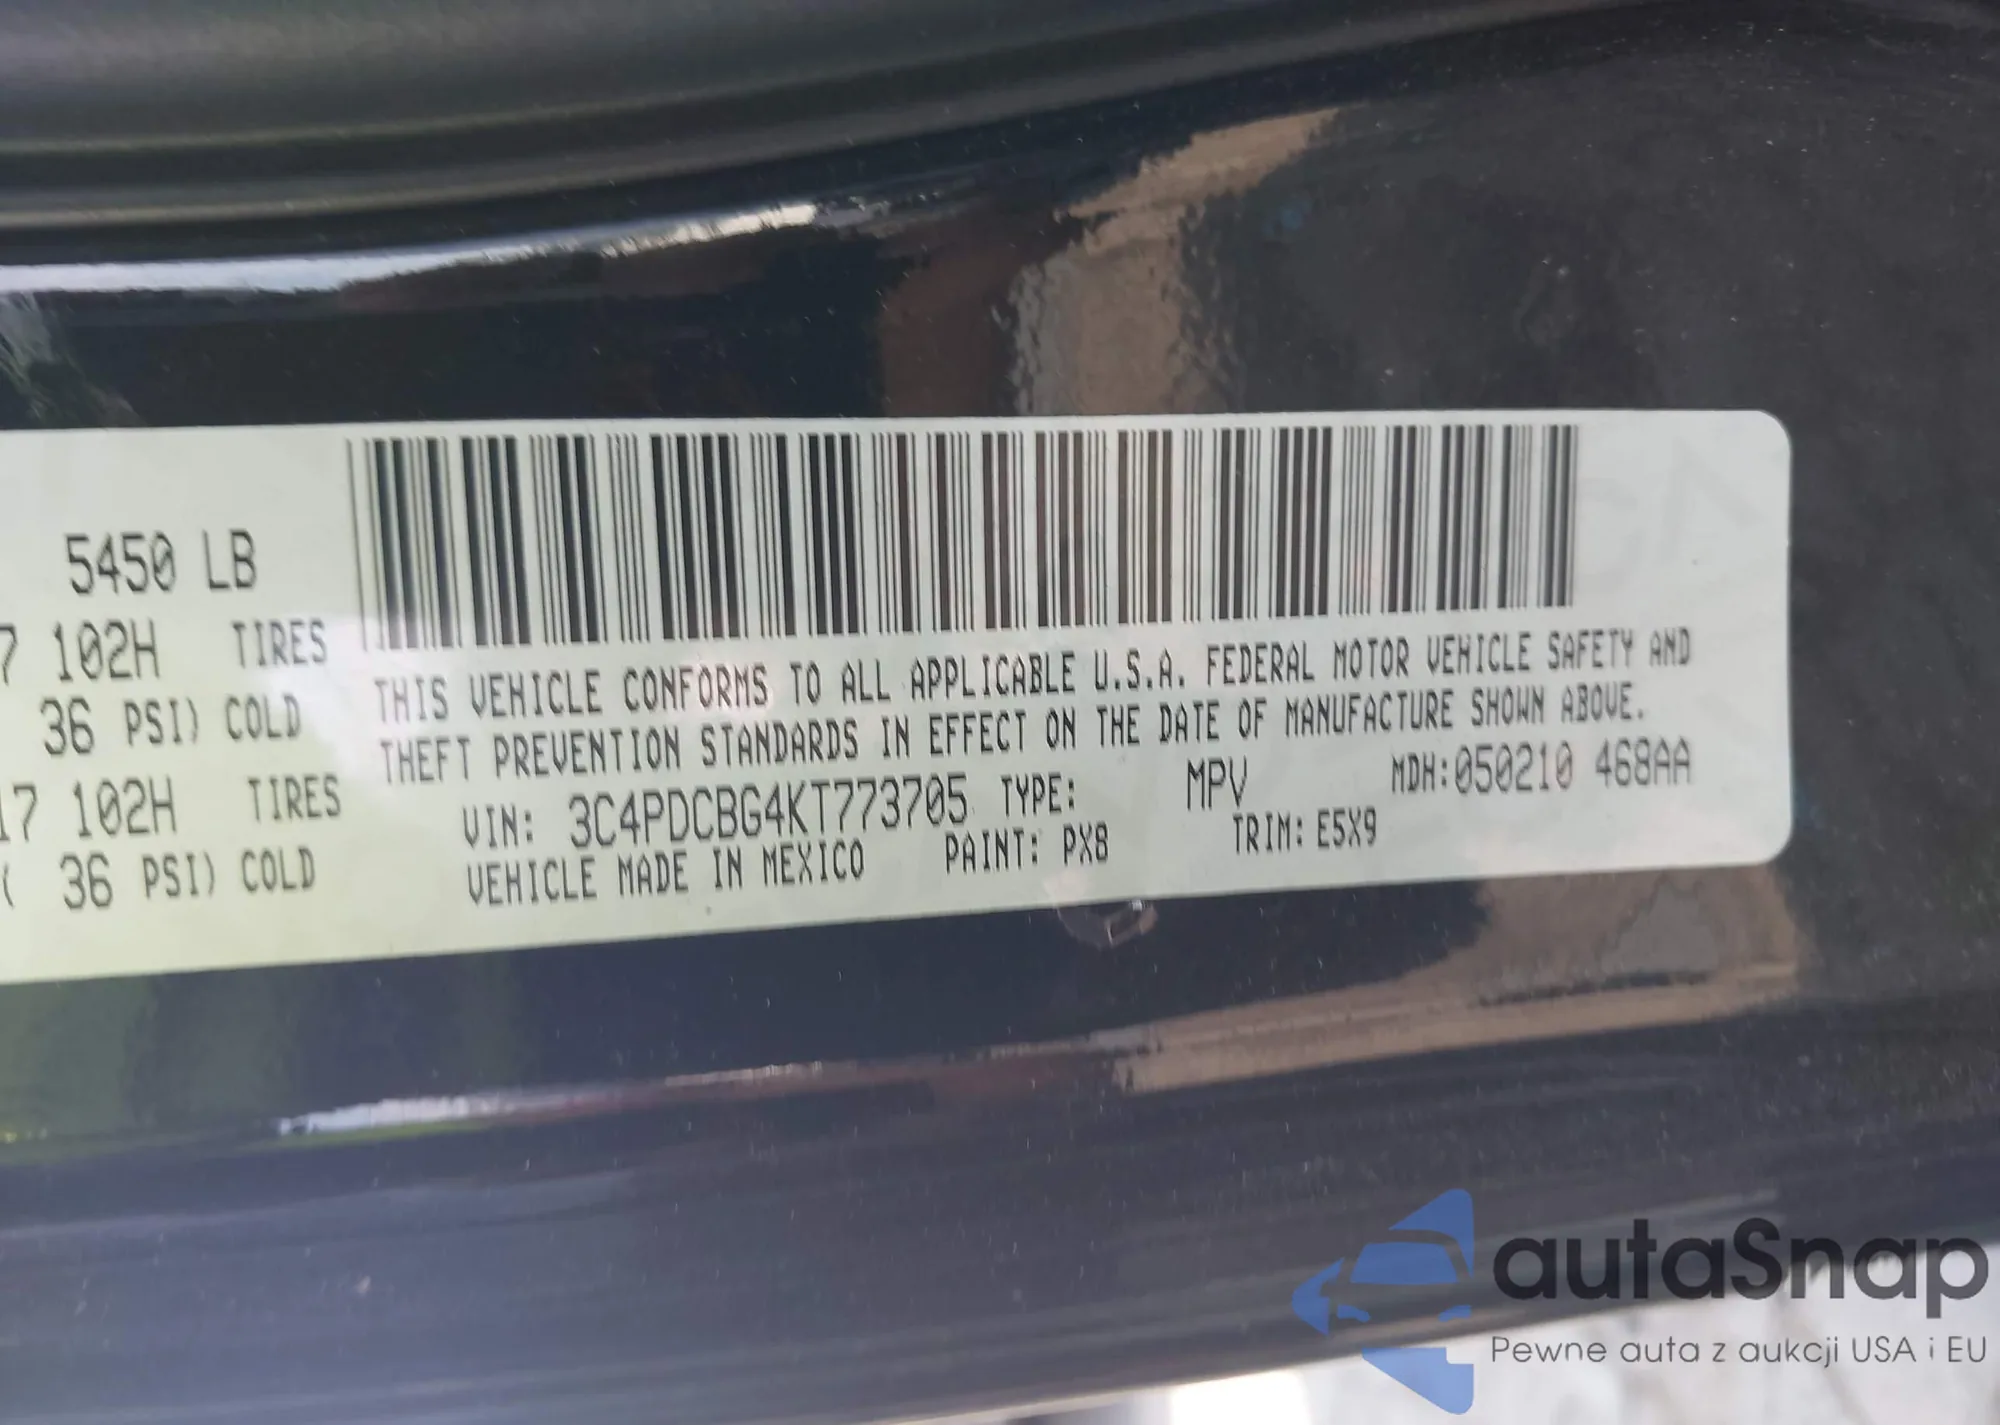 5450 LB
7 102H TIRES
36 PSI) COLD
17 102H TIRES
( 36 PSI) COLD
THIS VEHICLE CONFORMS TO ALL APPLICABLE U.S.A. FEDERAL MOTOR VEHICLE SAFETY AND
THEFT PREVENTION STANDARDS IN EFFECT ON THE DATE OF MANUFACTURE SHOWN ABOVE.
VIN: 3C4PDCBG4KT773705 TYPE: MPV MDH:050210 468AA
VEHICLE MADE IN MEXICO PAINT: PX8 TRIM: E5X9
autaSnap
Pewne auta z aukcji USA i EU